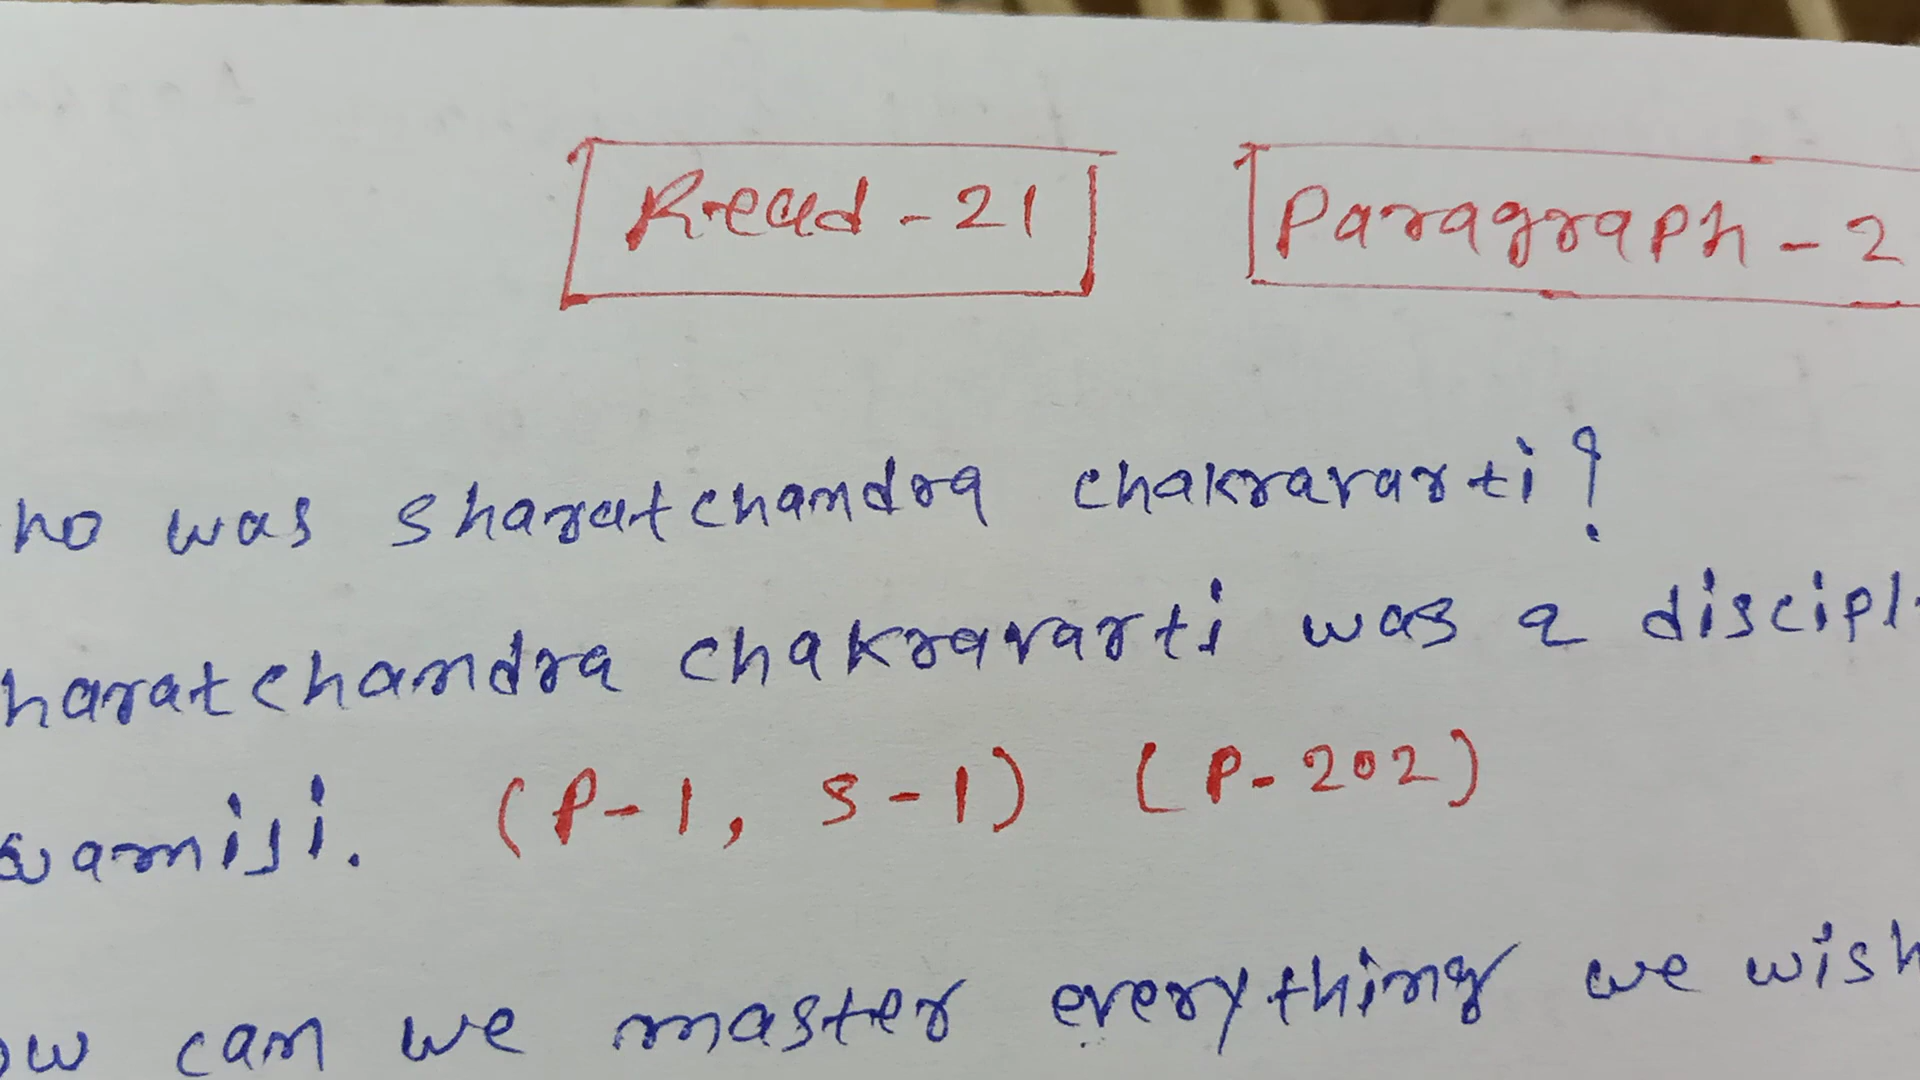 Read - 21 Paragraph - 2
ho was sharatchandra chakravarti?
haratchandra chakravarti was a discipl
wamiji. (P-1, S-1) (P-202)
ow can we master everything we wish